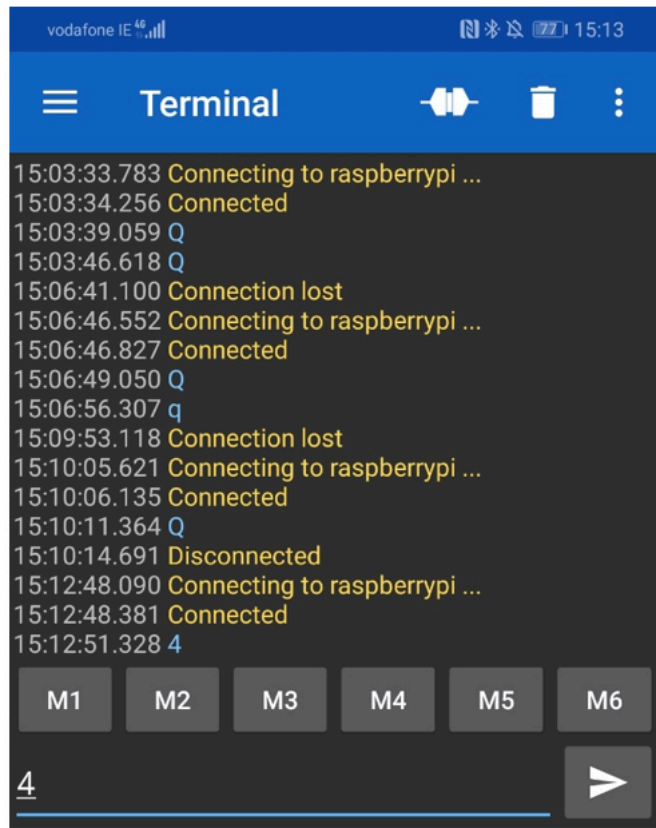 vodafone IE 4G 77 15:13
Terminal
15:03:33.783 Connecting to raspberrypi ...
15:03:34.256 Connected
15:03:39.059 Q
15:03:46.618 Q
15:06:41.100 Connection lost
15:06:46.552 Connecting to raspberrypi ...
15:06:46.827 Connected
15:06:49.050 Q
15:06:56.307 q
15:09:53.118 Connection lost
15:10:05.621 Connecting to raspberrypi ...
15:10:06.135 Connected
15:10:11.364 Q
15:10:14.691 Disconnected
15:12:48.090 Connecting to raspberrypi ...
15:12:48.381 Connected
15:12:51.328 4
M1 M2 M3 M4 M5 M6
4